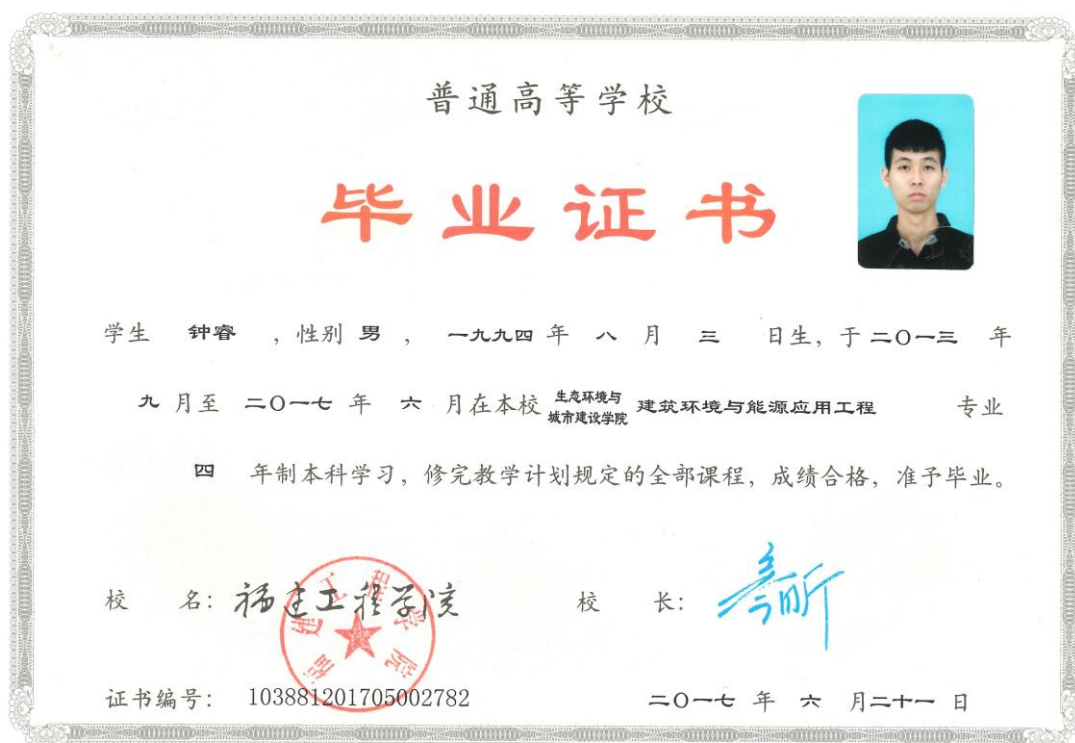 普通高等学校
毕业证书
学生 钟睿 ，性别 男 ， 一九九四 年 八 月 三 日生，于 二〇一三 年
九 月至 二〇一七 年 六 月在本校 生态环境与城市建设学院 建筑环境与能源应用工程 专业
四 年制本科学习，修完教学计划规定的全部课程，成绩合格，准予毕业。
校 名：福建工程学院 校 长：
福建工程学院
证书编号： 103881201705002782 二〇一七 年 六 月二十一 日